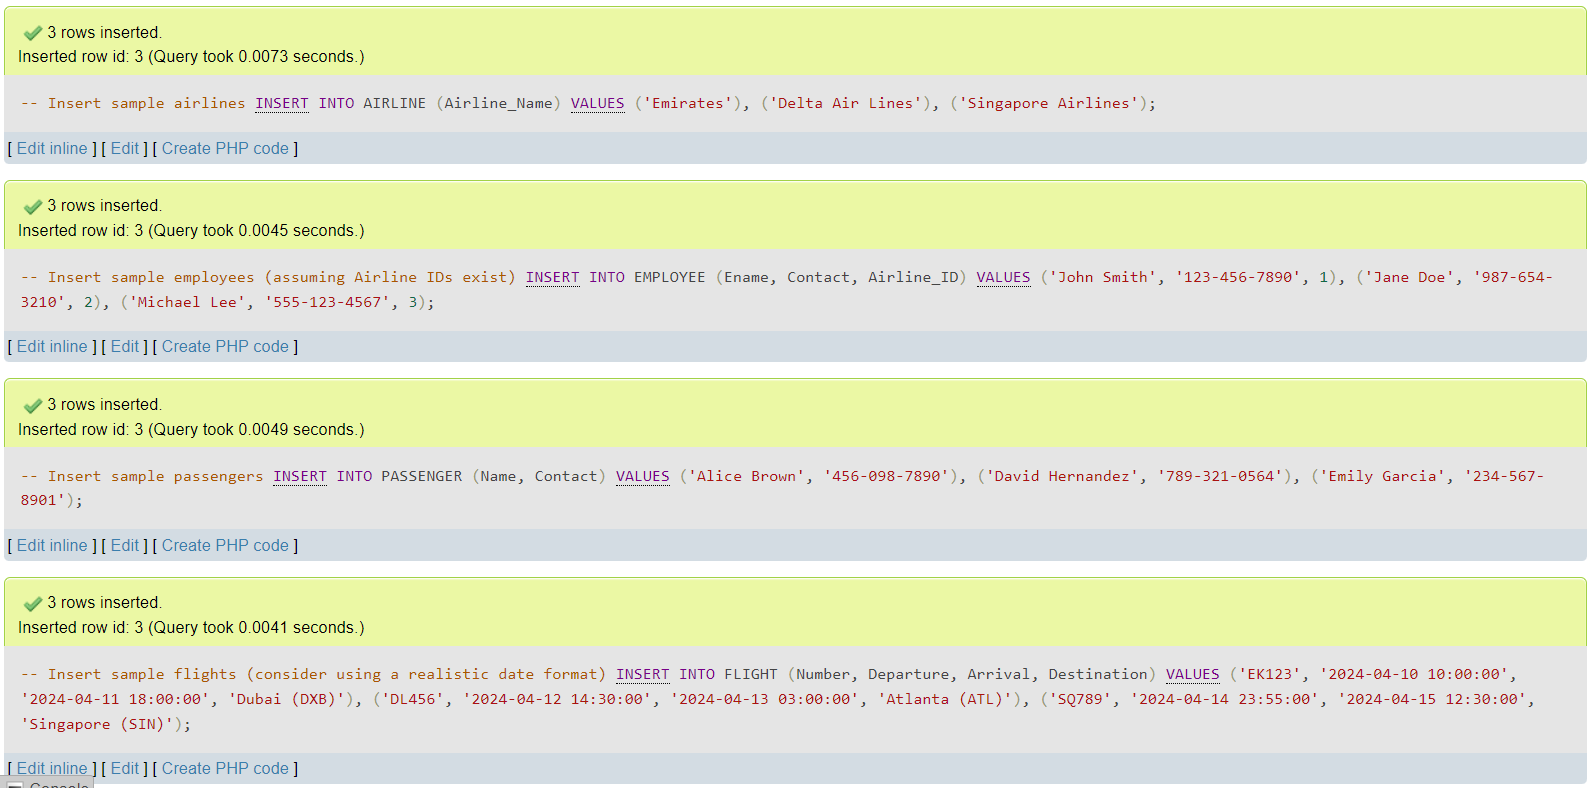 3 rows inserted.
Inserted row id: 3 (Query took 0.0073 seconds.)
-- Insert sample airlines INSERT INTO AIRLINE (Airline_Name) VALUES ('Emirates'), ('Delta Air Lines'), ('Singapore Airlines');
[ Edit inline ] [ Edit ] [ Create PHP code ]
3 rows inserted.
Inserted row id: 3 (Query took 0.0045 seconds.)
-- Insert sample employees (assuming Airline IDs exist) INSERT INTO EMPLOYEE (Ename, Contact, Airline_ID) VALUES ('John Smith', '123-456-7890', 1), ('Jane Doe', '987-654-
3210', 2), ('Michael Lee', '555-123-4567', 3);
[ Edit inline ] [ Edit ] [ Create PHP code ]
3 rows inserted.
Inserted row id: 3 (Query took 0.0049 seconds.)
-- Insert sample passengers INSERT INTO PASSENGER (Name, Contact) VALUES ('Alice Brown', '456-098-7890'), ('David Hernandez', '789-321-0564'), ('Emily Garcia', '234-567-
8901');
[ Edit inline ] [ Edit ] [ Create PHP code ]
3 rows inserted.
Inserted row id: 3 (Query took 0.0041 seconds.)
-- Insert sample flights (consider using a realistic date format) INSERT INTO FLIGHT (Number, Departure, Arrival, Destination) VALUES ('EK123', '2024-04-10 10:00:00',
'2024-04-11 18:00:00', 'Dubai (DXB)'), ('DL456', '2024-04-12 14:30:00', '2024-04-13 03:00:00', 'Atlanta (ATL)'), ('SQ789', '2024-04-14 23:55:00', '2024-04-15 12:30:00',
'Singapore (SIN)');
[ Edit inline ] [ Edit ] [ Create PHP code ]
Console